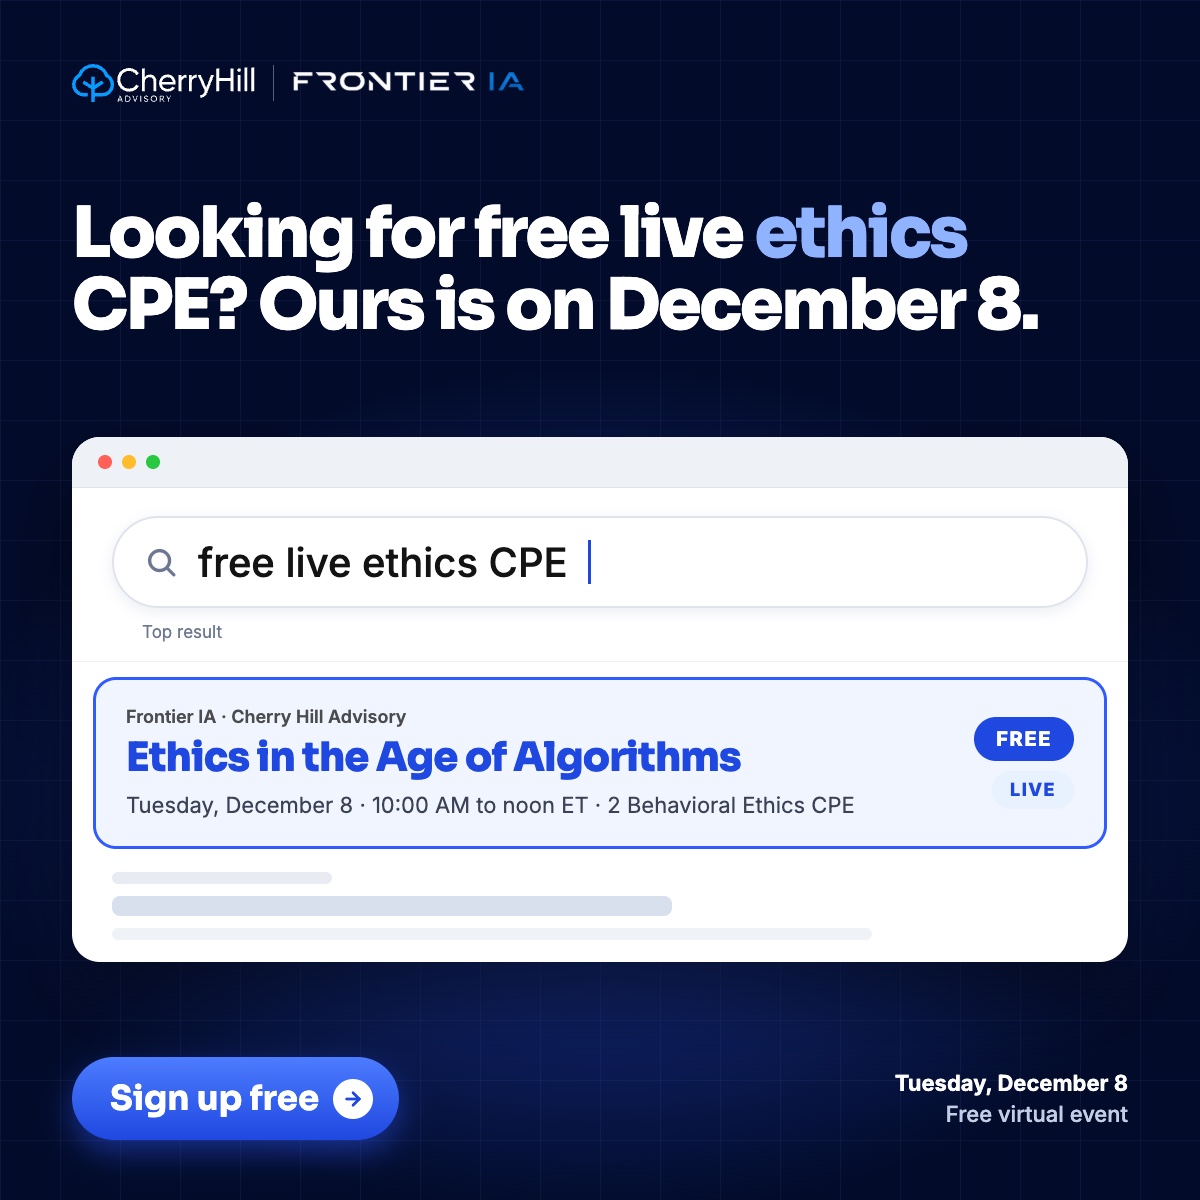 CherryHill
ADVISORY
FRONTIER IA
Looking for free live ethics
CPE? Ours is on December 8.
free live ethics CPE
Top result
Frontier IA · Cherry Hill Advisory
Ethics in the Age of Algorithms
Tuesday, December 8 · 10:00 AM to noon ET · 2 Behavioral Ethics CPE
FREE
LIVE
Sign up free
Tuesday, December 8
Free virtual event